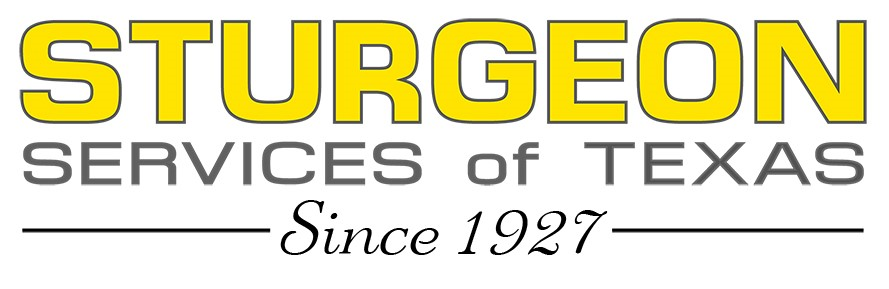 STURGEON
SERVICES of TEXAS
Since 1927